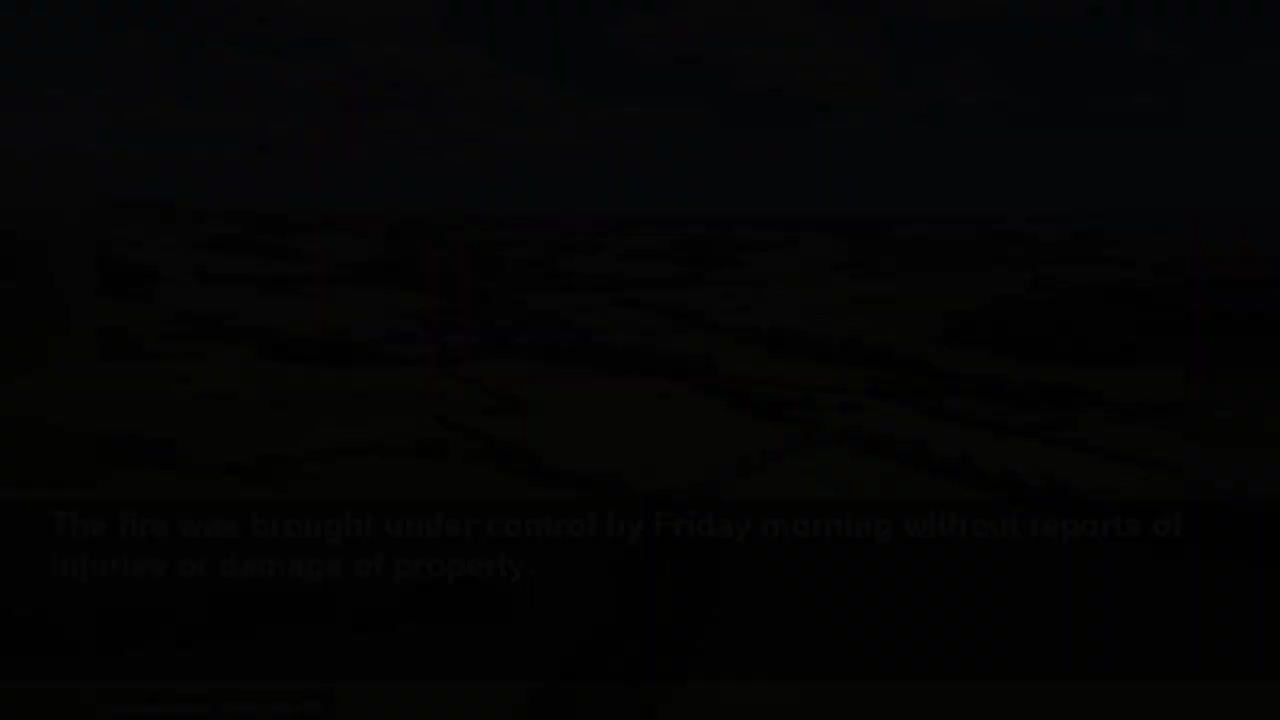 The fire was brought under control by Friday morning without reports of
injuries or damage of property.